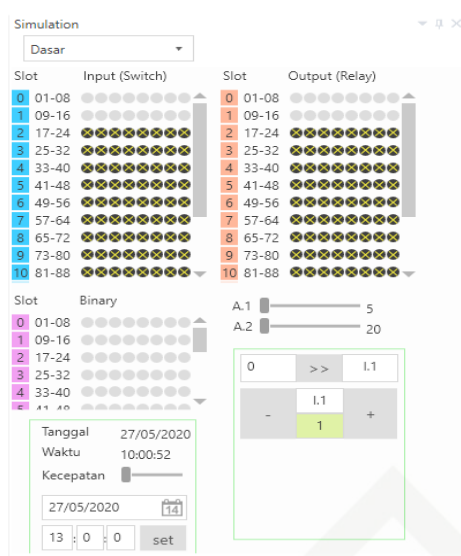 Simulation
Dasar
Slot Input (Switch) Slot Output (Relay)
0 01-08 0 01-08
1 09-16 1 09-16
2 17-24 2 17-24
3 25-32 3 25-32
4 33-40 4 33-40
5 41-48 5 41-48
6 49-56 6 49-56
7 57-64 7 57-64
8 65-72 8 65-72
9 73-80 9 73-80
10 81-88 10 81-88
Slot Binary
0 01-08
1 09-16
2 17-24
3 25-32
4 33-40
5 41-48
A.1 5
A.2 20
0 >> I.1
I.1
- 1 +
Tanggal 27/05/2020
Waktu 10:00:52
Kecepatan
27/05/2020 14
13 : 0 : 0 set